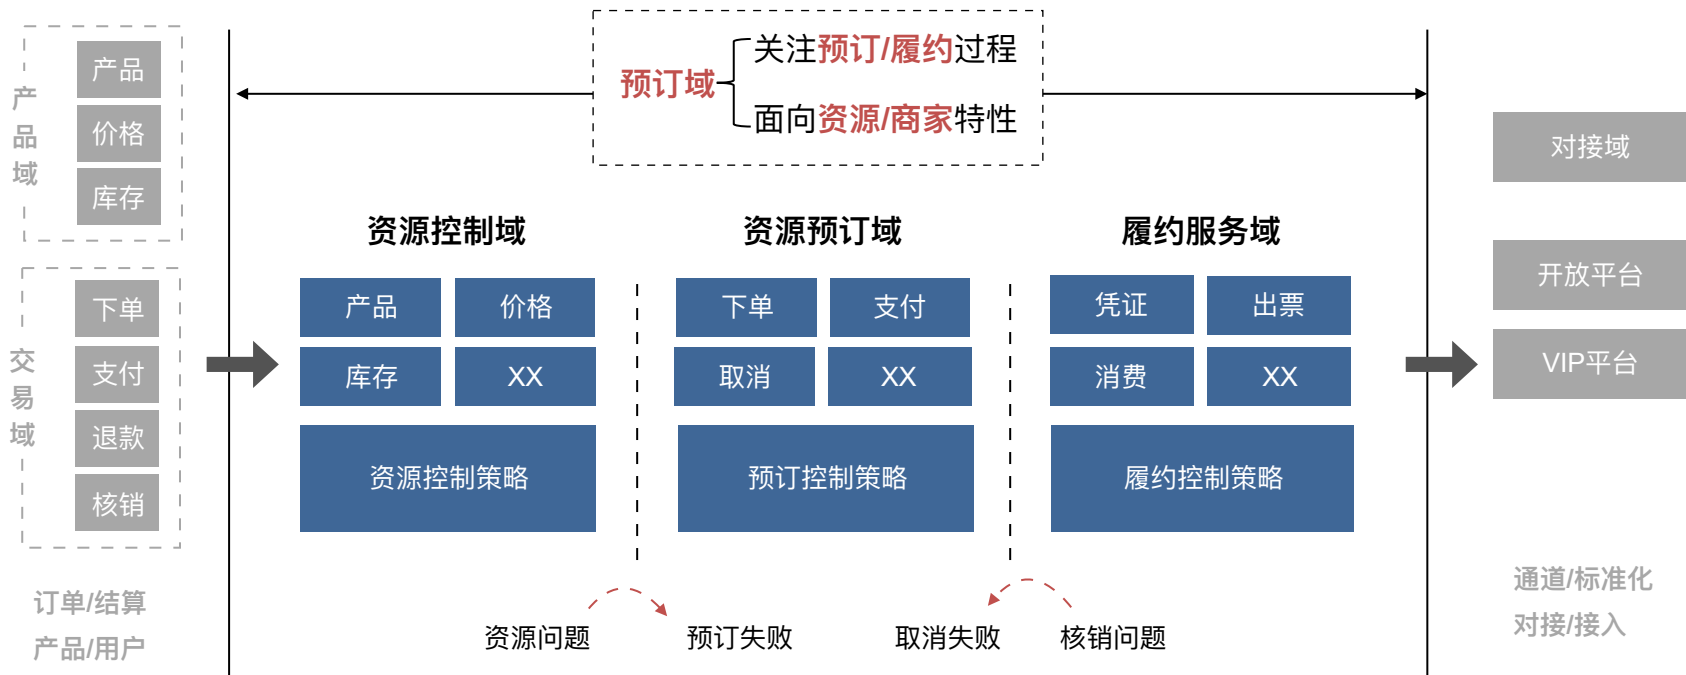 产品域
产品
价格
库存
交易域
下单
支付
退款
核销
订单/结算
产品/用户
预订域
关注预订/履约过程
面向资源/商家特性
资源控制域
产品
价格
库存
XX
资源控制策略
资源预订域
下单
支付
取消
XX
预订控制策略
履约服务域
凭证
出票
消费
XX
履约控制策略
资源问题
预订失败
取消失败
核销问题
对接域
开放平台
VIP平台
通道/标准化
对接/接入